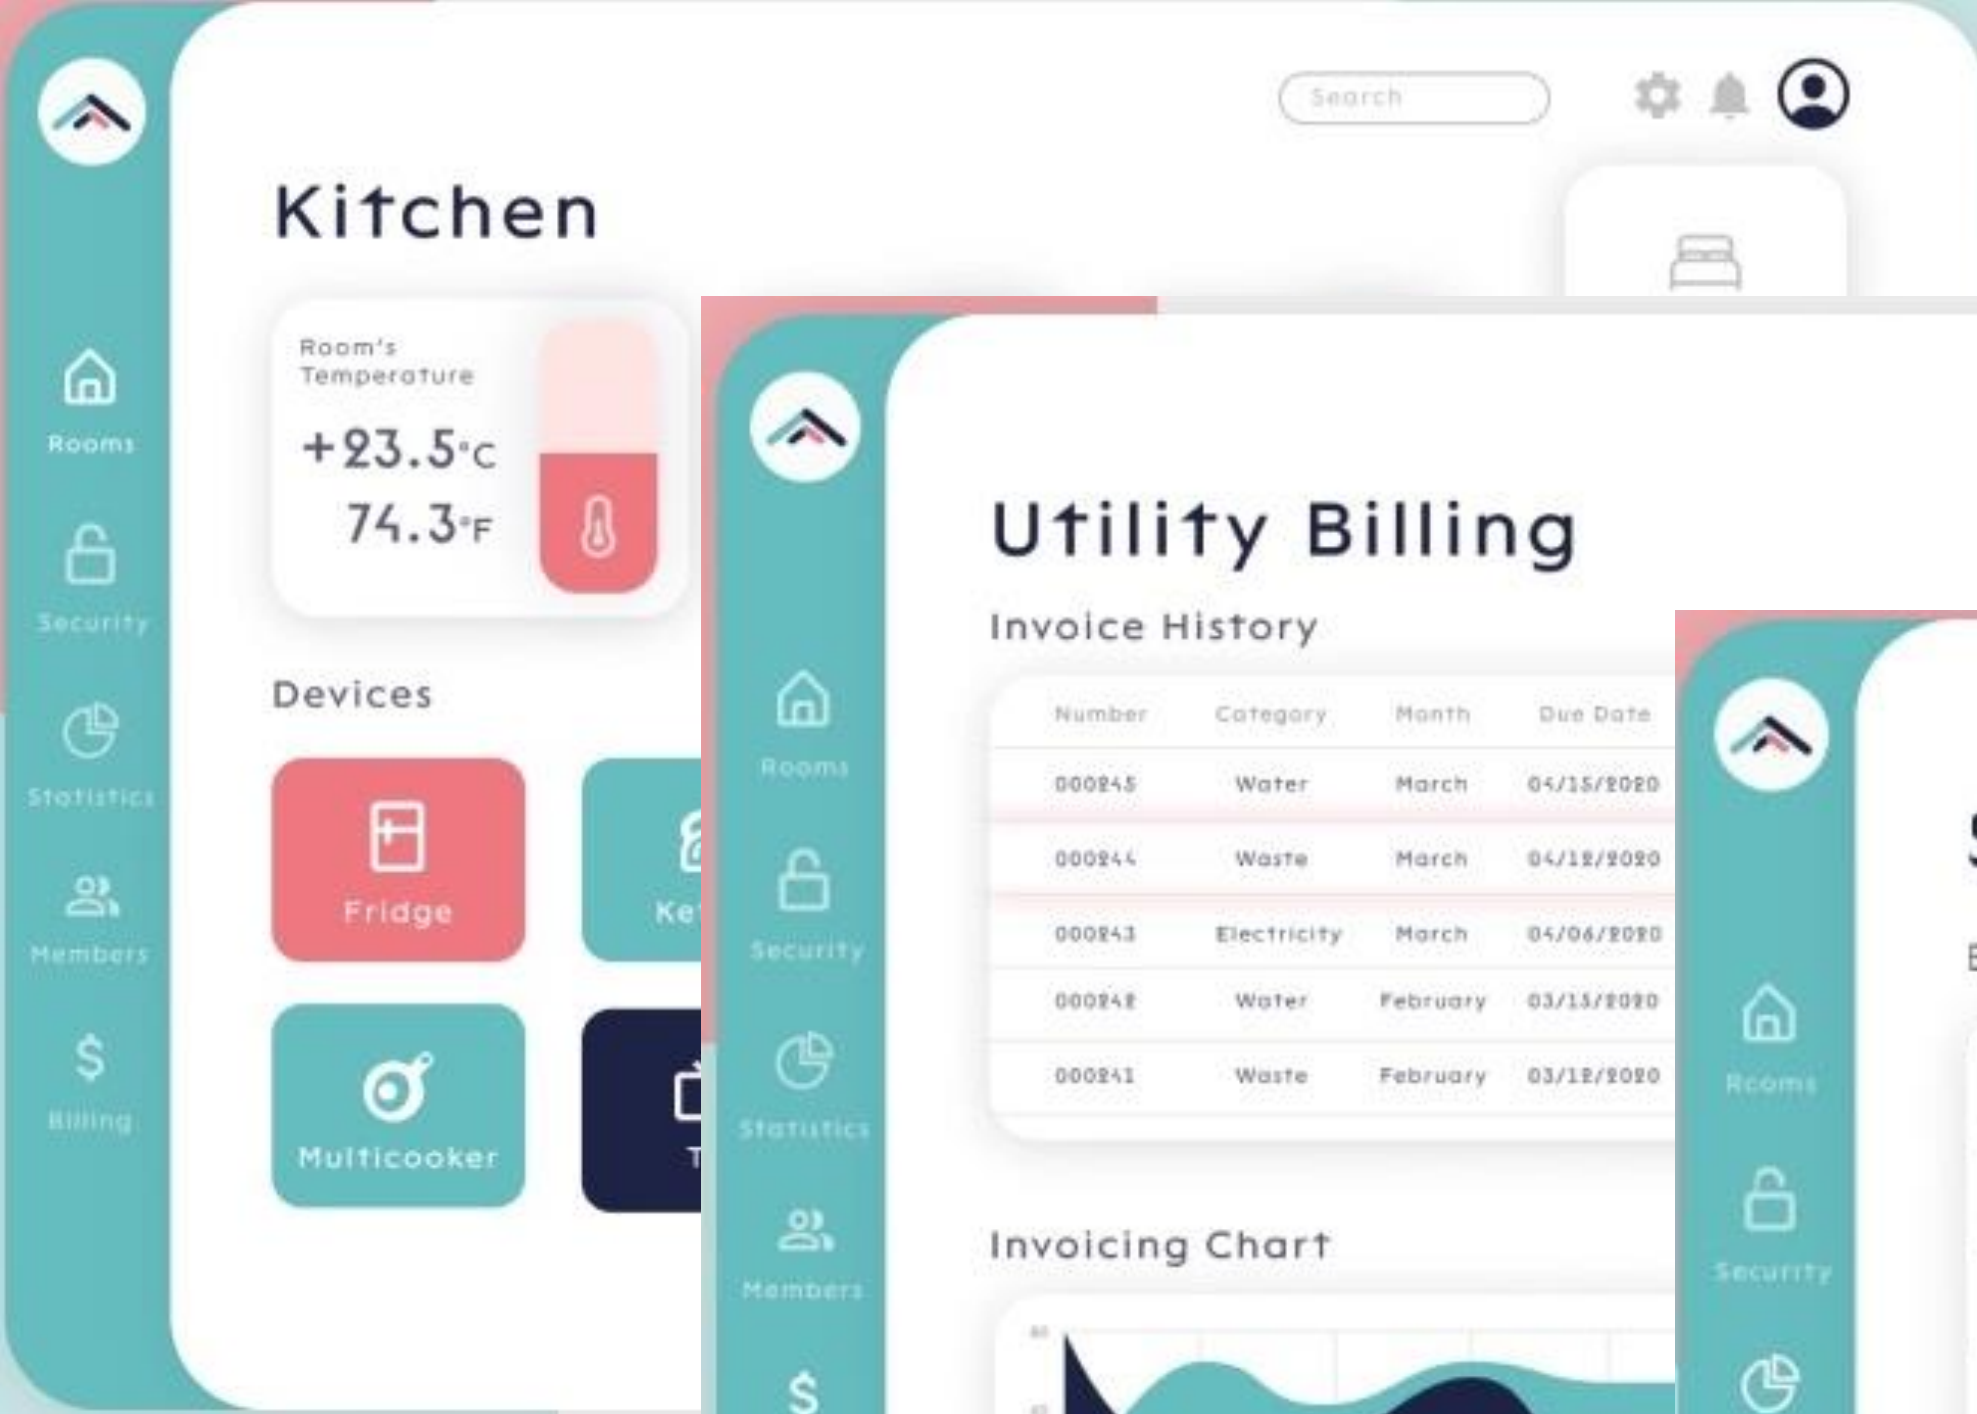 Search
Kitchen
Room's
Temperature
+23.5°C
74.3°F
Devices
Fridge
Multicooker
Rooms
Security
Statistics
Members
$
Billing
Utility Billing
Invoice History
Number Category Month Due Date
000245 Water March 04/15/2020
000244 Waste March 04/12/2020
000243 Electricity March 04/06/2020
000242 Water February 03/15/2020
000241 Waste February 03/12/2020
Invoicing Chart
Rooms
Security
Statistics
Members
$
Rooms
Security